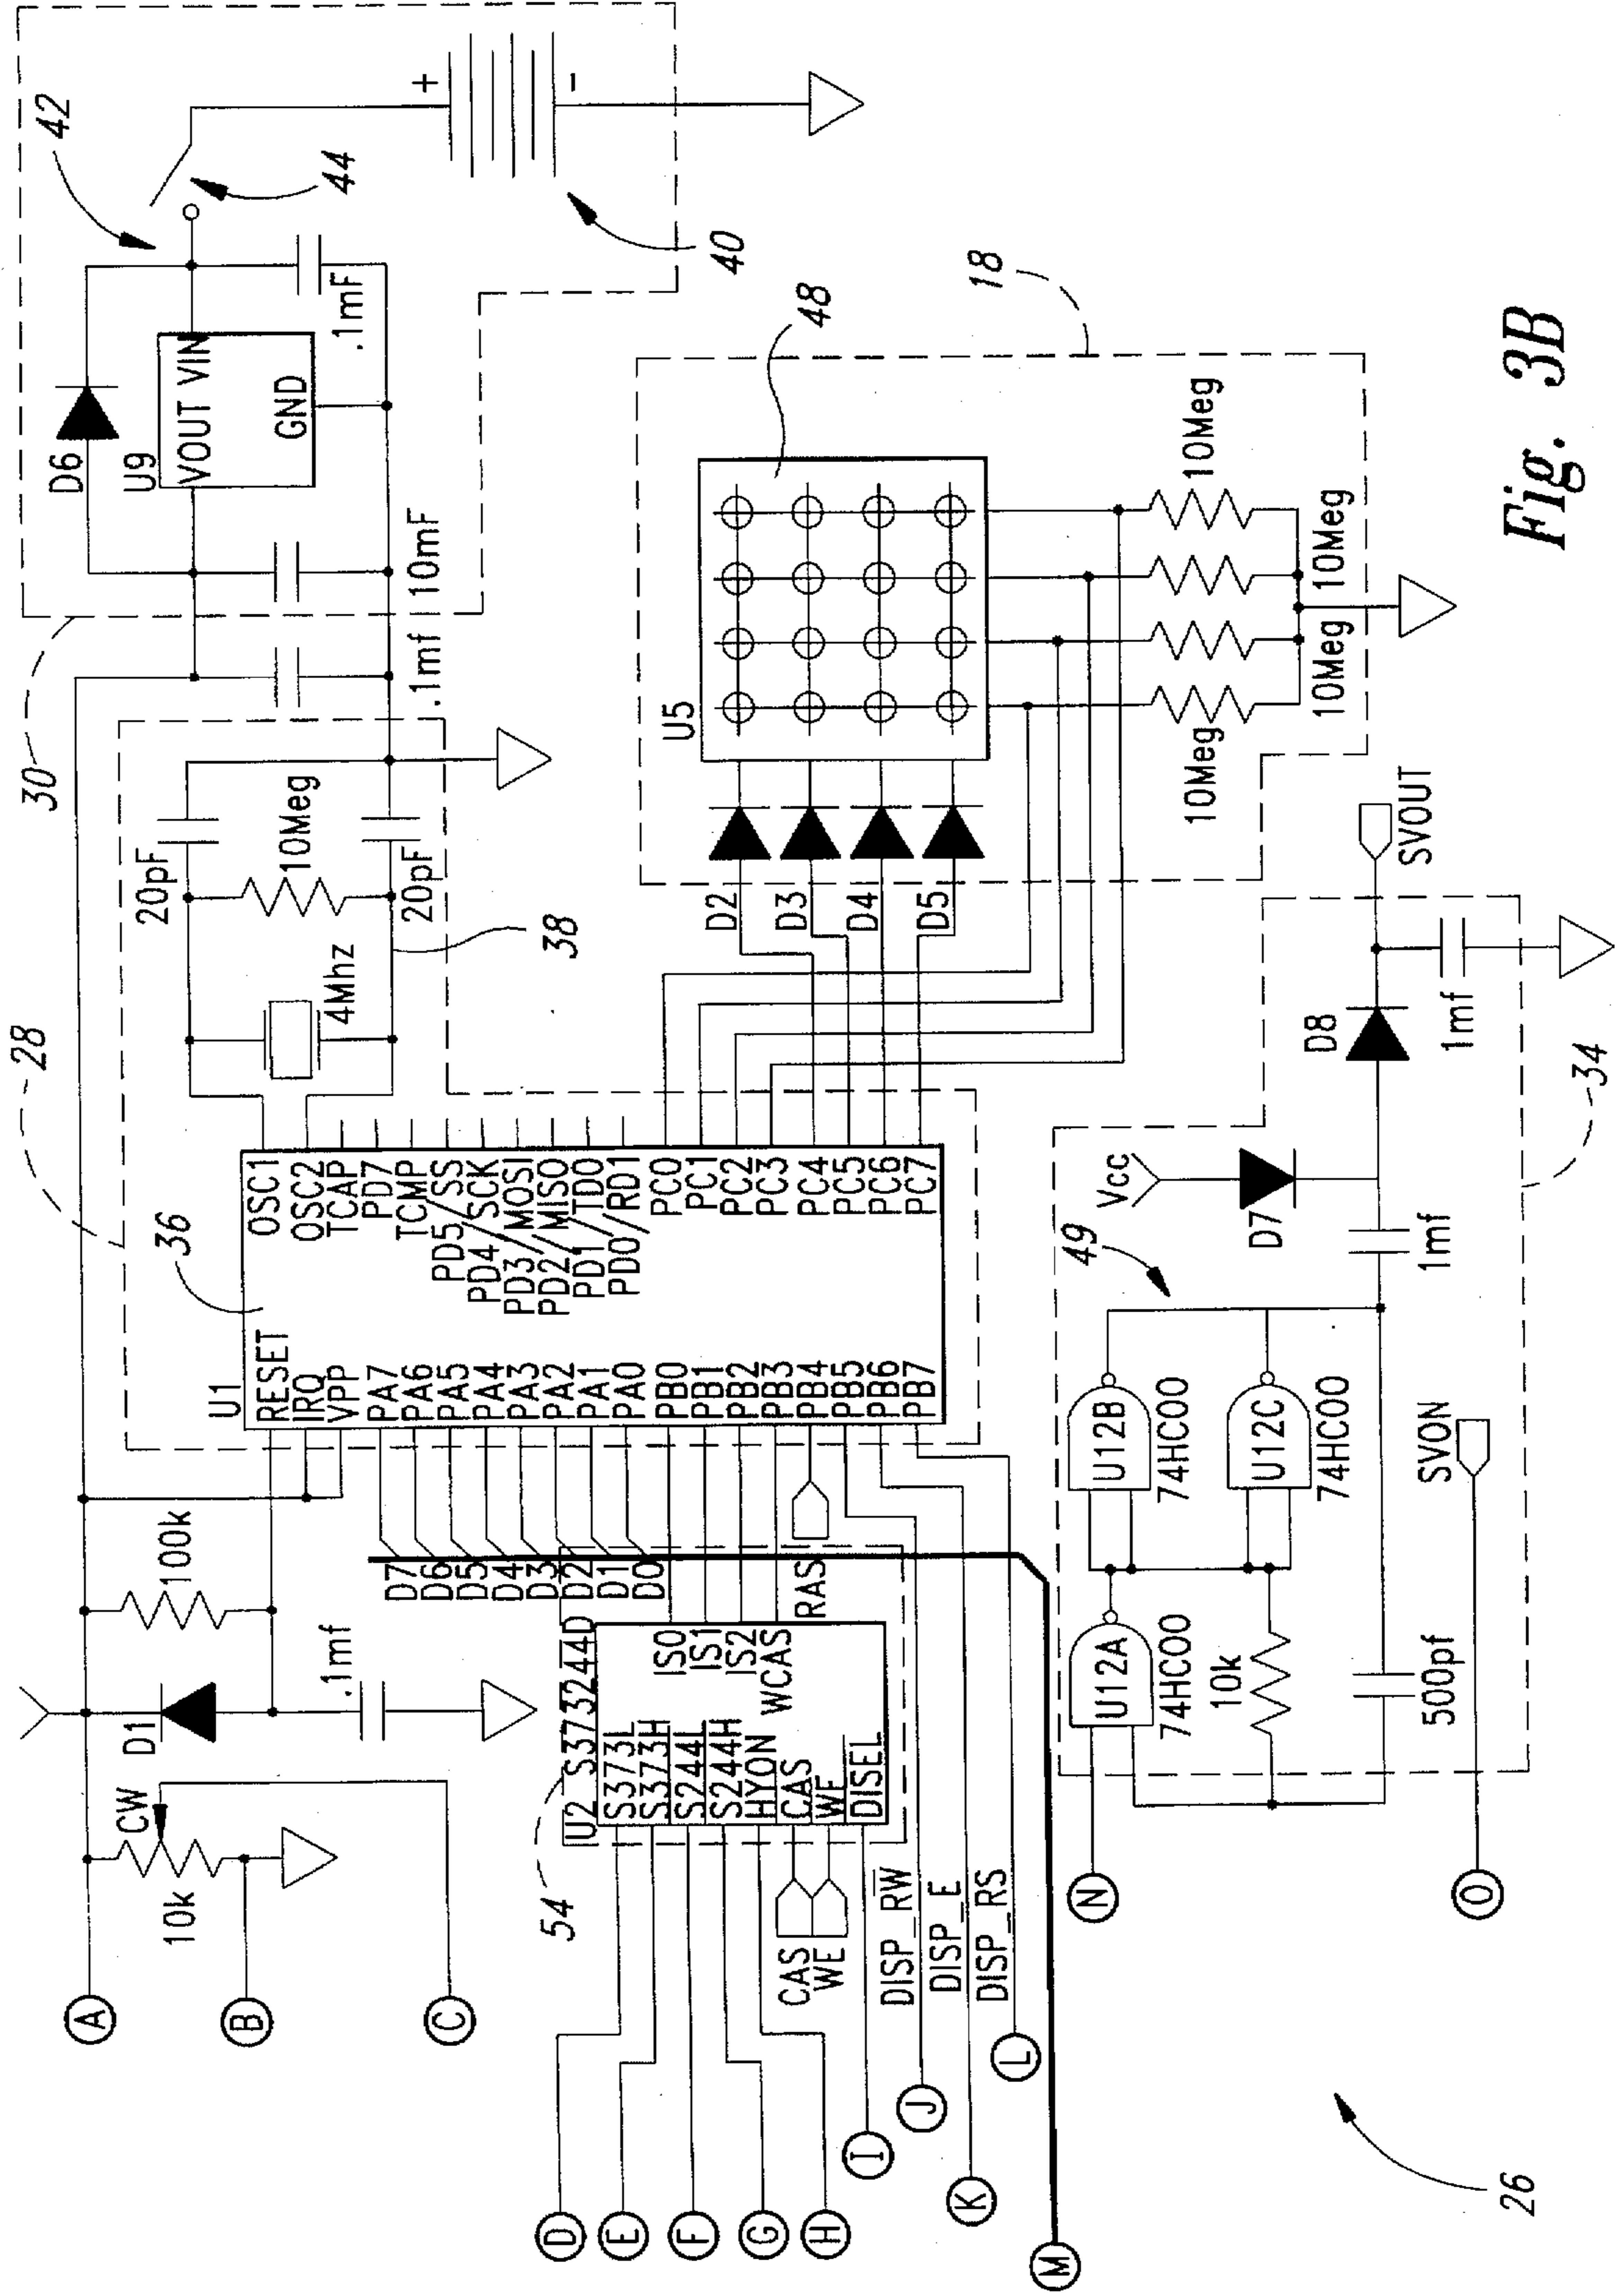 42
44
40
D6
U9
VOUT VIN
GND
.1mF
10mF
.1mf
30
28
20pF
10Meg
20pF
4Mhz
38
36
U1
RESET
IRQ
VPP
PA7
PA6
PA5
PA4
PA3
PA2
PA1
PA0
PB0
PB1
PB2
PB3
PB4
PB5
PB6
PB7
OSC1
OSC2
TCAP
PD7
TCMP
PD5/SS
PD4/SCK
PD3/MOSI
PD2/MISO
PD1/TD0
PD0/RD1
PC0
PC1
PC2
PC3
PC4
PC5
PC6
PC7
+
-
18
48
U5
D2
D3
D4
D5
10Meg
10Meg
10Meg
10Meg
100k
D1
.1mf
CW
10k
A
B
C
D7
D6
D5
D4
D3
D2
D1
D0
54
U2 S373244D
S373L
S373H
S244L
S244H
HYON
CAS
WE
DISEL
IS0
IS1
IS2
WCAS
RAS
CAS
WE
DISP_RW
DISP_E
DISP_RS
D
E
F
G
H
I
J
K
L
M
N
O
U12A
74HC00
U12B
74HC00
U12C
74HC00
10k
500pf
49
Vcc
D7
1mf
D8
1mf
SVOUT
SVON
34
26
Fig. 3B